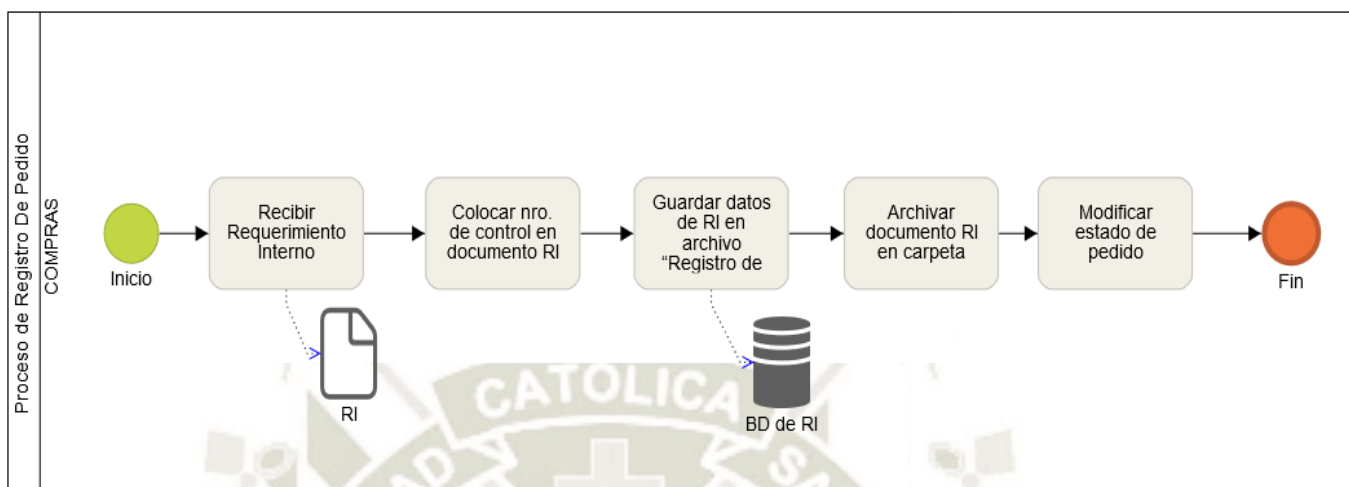 Proceso de Registro De Pedido
COMPRAS
Inicio
Recibir
Requerimiento
Interno
Colocar nro.
de control en
documento RI
Guardar datos
de RI en
archivo
“Registro de
Archivar
documento RI
en carpeta
Modificar
estado de
pedido
Fin
RI
BD de RI
CATOLICA
AD
SA